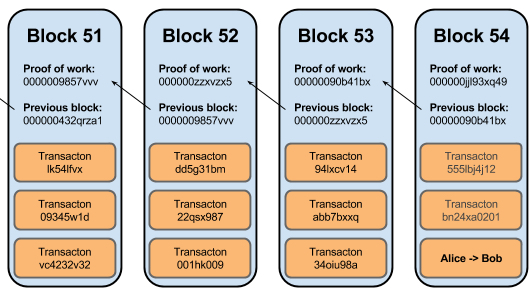 Block 51
Proof of work:
0000009857vvv
Previous block:
000000432qrza1
Transacton
lk54lfvx
Transacton
09345w1d
Transacton
vc4232v32
Block 52
Proof of work:
000000zzxvzx5
Previous block:
0000009857vvv
Transacton
dd5g31bm
Transacton
22qsx987
Transacton
001hk009
Block 53
Proof of work:
00000090b41bx
Previous block:
000000zzxvzx5
Transacton
94lxcv14
Transacton
abb7bxxq
Transacton
34oiu98a
Block 54
Proof of work:
000000jjl93xq49
Previous block:
00000090b41bx
Transacton
555lbj4j12
Transacton
bn24xa0201
Alice -> Bob